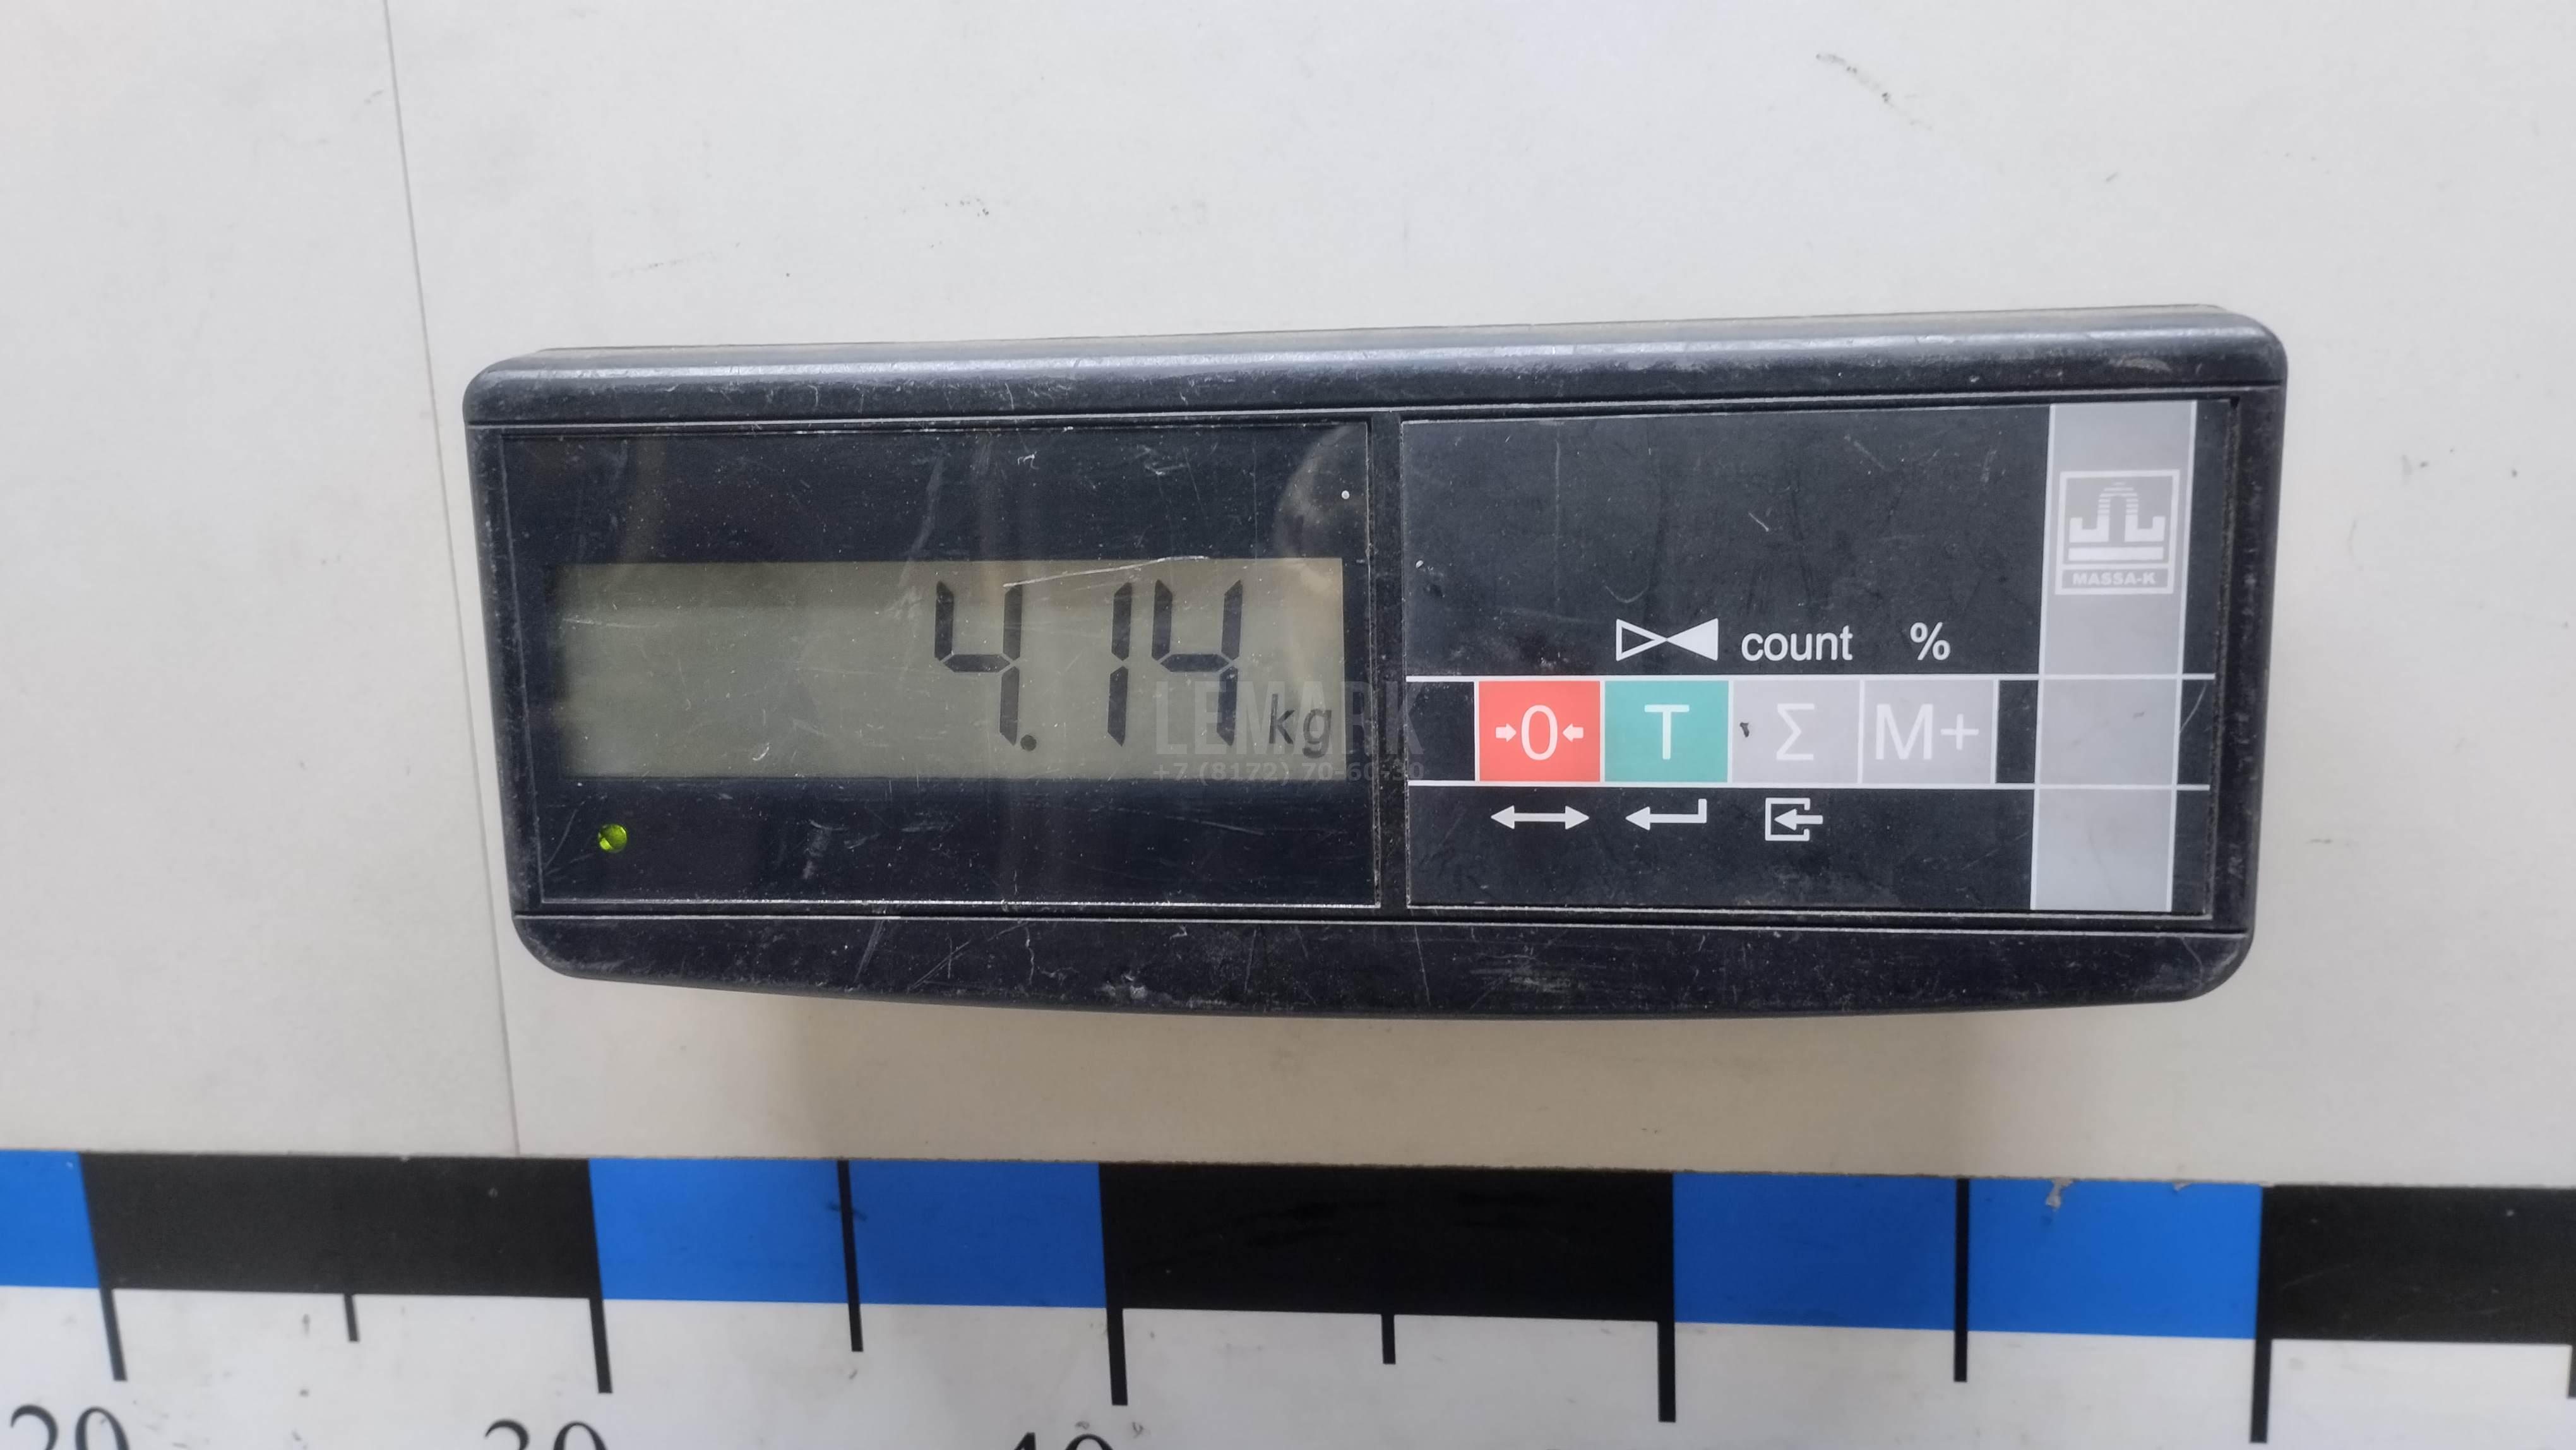 MASSA-K
4.14 kg
count %
→0← T Σ M+
LEMARK
+7 (8172) 70-60-30
20 30 40